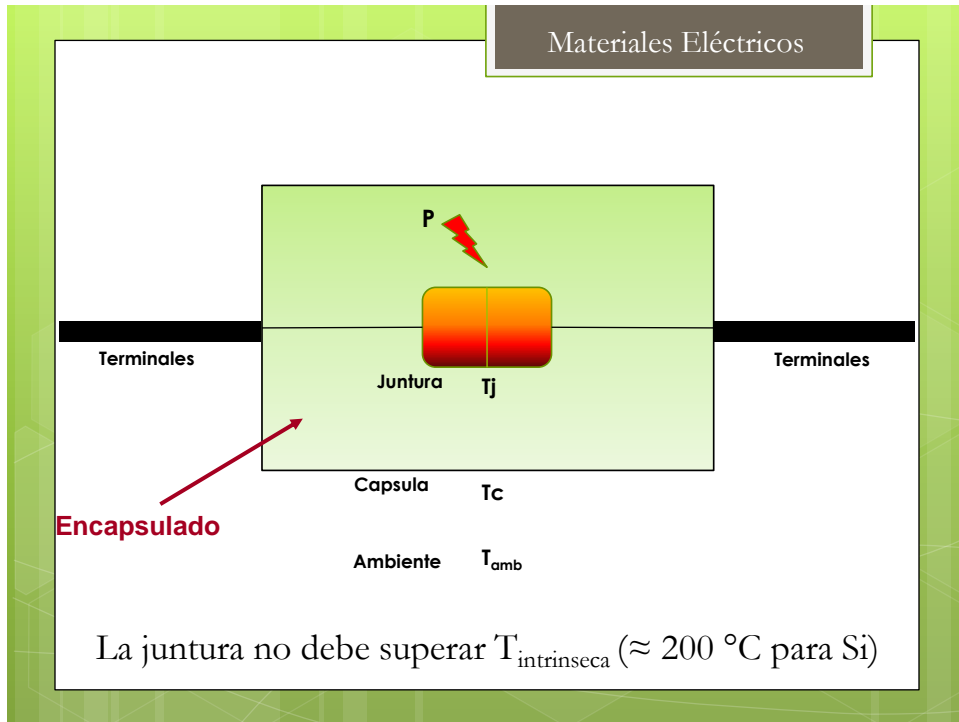 Materiales Eléctricos
P
Terminales
Terminales
Juntura Tj
Capsula Tc
Encapsulado
Ambiente Tamb
La juntura no debe superar Tintrinseca (≈ 200 °C para Si)